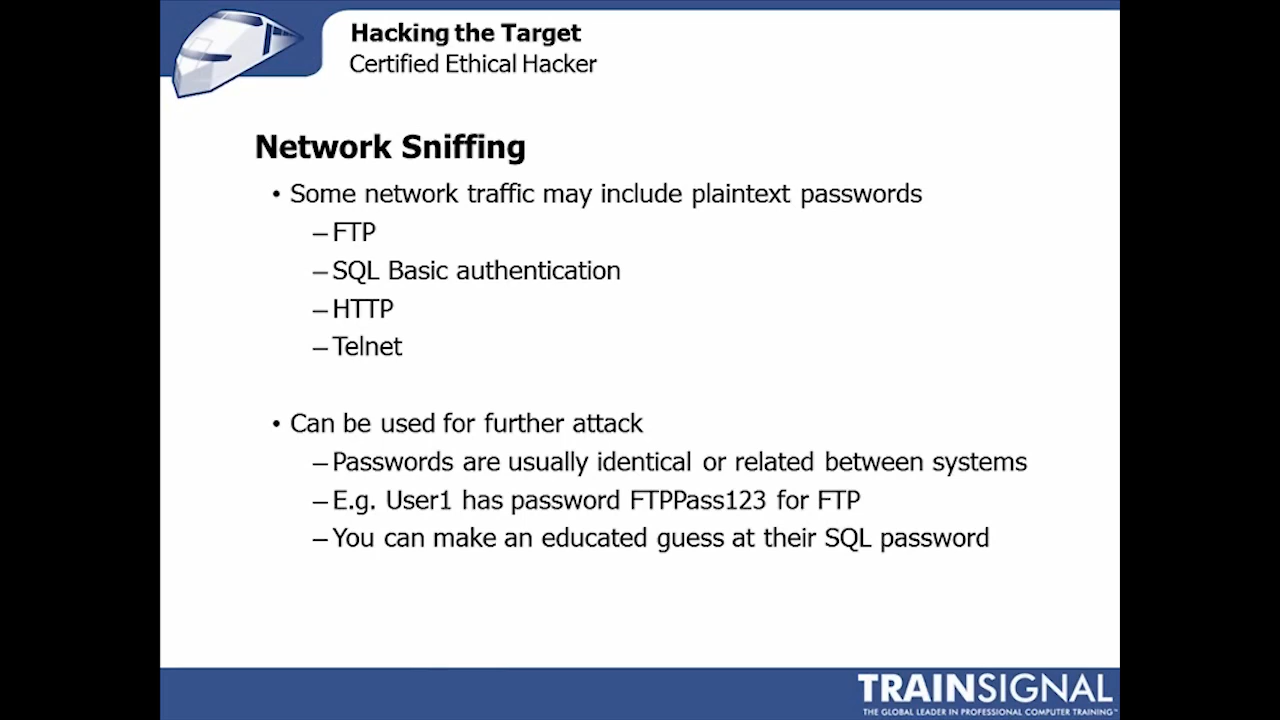 Hacking the Target
Certified Ethical Hacker
Network Sniffing
• Some network traffic may include plaintext passwords
– FTP
– SQL Basic authentication
– HTTP
– Telnet
• Can be used for further attack
– Passwords are usually identical or related between systems
– E.g. User1 has password FTPPass123 for FTP
– You can make an educated guess at their SQL password
TRAINSIGNAL
THE GLOBAL LEADER IN PROFESSIONAL COMPUTER TRAINING™